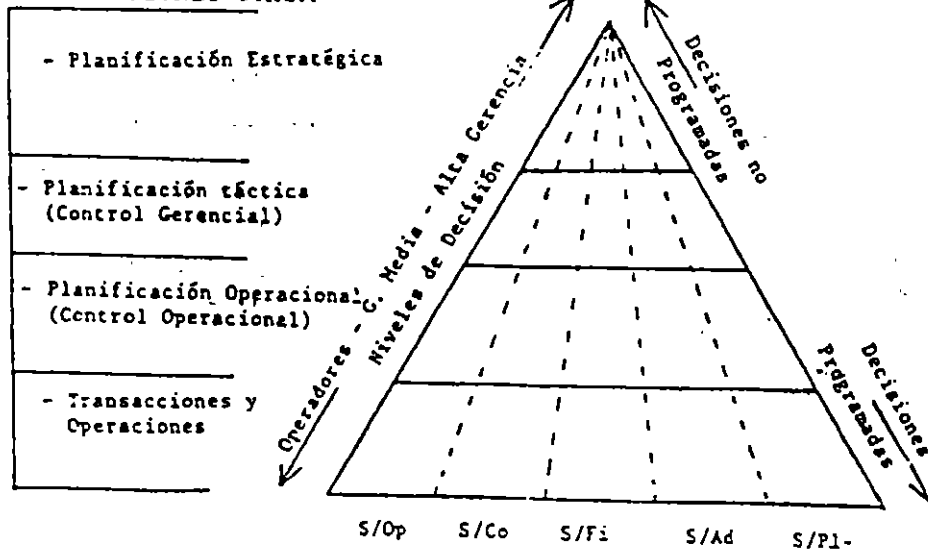 - Planificación Estratégica
- Planificación táctica
(Control Gerencial)
- Planificación Operacional
(Control Operacional)
- Transacciones y
Operaciones
Operadores - G. Media - Alta Gerencia
Niveles de Decisión
Decisiones no
Programadas
Decisiones
Programadas
S/Op S/Co S/Fi S/Ad S/Pl-